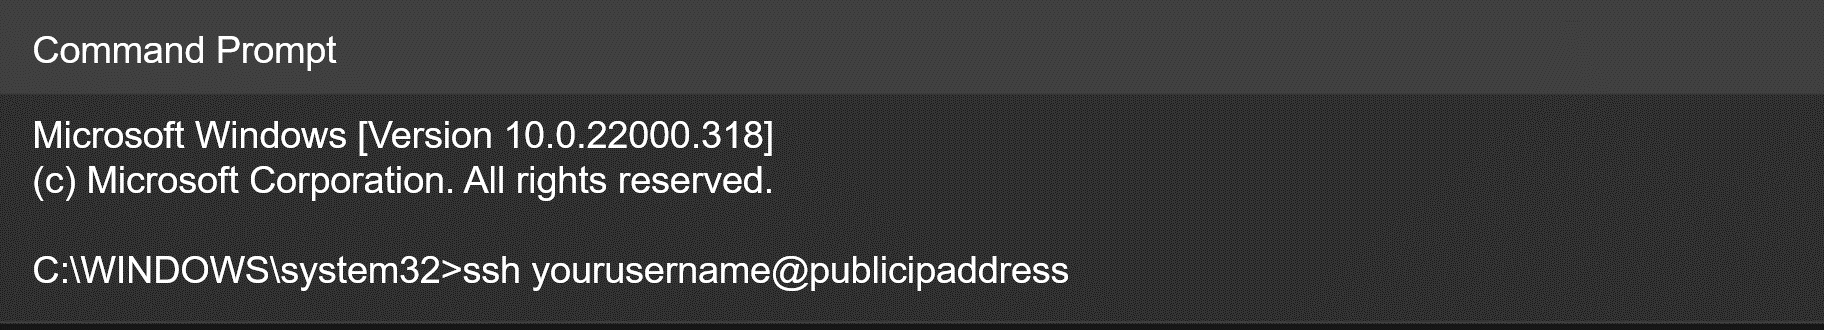 Command Prompt
Microsoft Windows [Version 10.0.22000.318]
(c) Microsoft Corporation. All rights reserved.
C:\WINDOWS\system32>ssh yourusername@publicipaddress